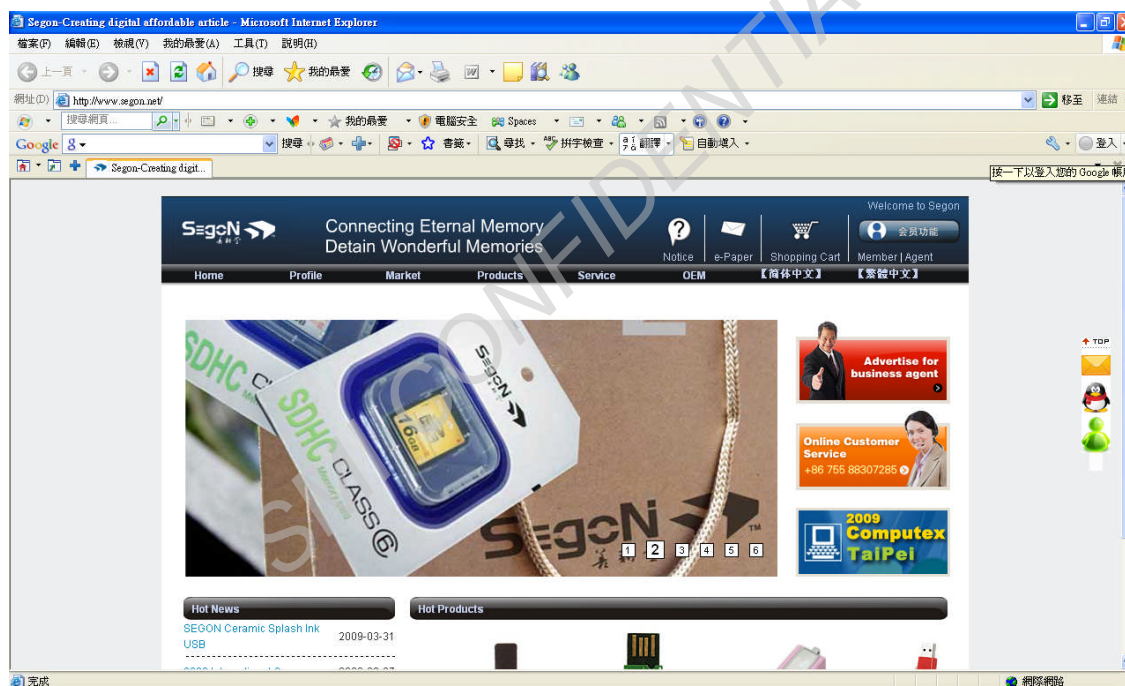 Segon-Creating digital affordable article - Microsoft Internet Explorer
檔案(F) 編輯(E) 檢視(V) 我的最愛(A) 工具(T) 說明(H)
上一頁 搜尋 我的最愛
網址(D) http://www.segon.net/ 移至 連結
搜尋網頁... 我的最愛 電腦安全 Spaces
Google 搜尋 書籤 尋找 拼字檢查 翻譯 自動填入 登入
Segon-Creating digit...
按一下以登入您的 Google 帳
Welcome to Segon
SEGON
Connecting Eternal Memory
Detain Wonderful Memories
会员功能
Notice e-Paper Shopping Cart Member | Agent
Home Profile Market Products Service OEM 【简体中文】 【繁體中文】
TOP
SDHC
SDHC CLASS 6
Memory card
16GB
SEGON
SEGON TM
1 2 3 4 5 6
Advertise for
business agent
Online Customer
Service
+86 755 88307285
2009
Computex
TaiPei
Hot News Hot Products
SEGON Ceramic Splash Ink
USB 2009-03-31
完成 網際網路
CONFIDENTIA